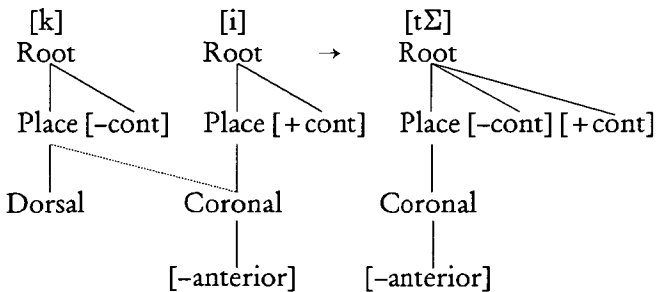 [k] [i] [tΣ]
Root Root → Root
Place [–cont] Place [+cont] Place [–cont] [+cont]
Dorsal Coronal Coronal
[–anterior] [–anterior]